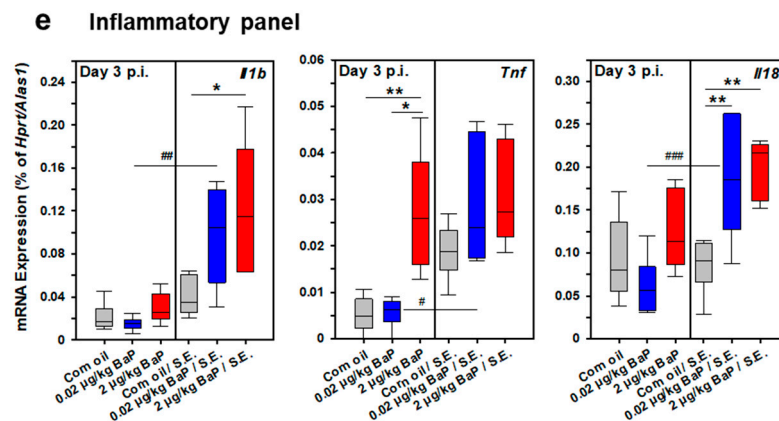 e Inflammatory panel
mRNA Expression (% of Hprt/Alas1)
Day 3 p.i.
Il1b
0.24
0.20
0.16
0.12
0.08
0.04
0
*
##
Corn oil
0.02 µg/kg BaP
2 µg/kg BaP
Corn oil / S.E.
0.02 µg/kg BaP / S.E.
2 µg/kg BaP / S.E.
Day 3 p.i.
Tnf
0.06
0.05
0.04
0.03
0.02
0.01
0
**
*
#
Corn oil
0.02 µg/kg BaP
2 µg/kg BaP
Corn oil / S.E.
0.02 µg/kg BaP / S.E.
2 µg/kg BaP / S.E.
Day 3 p.i.
Il18
0.30
0.25
0.20
0.15
0.10
0.05
0.00
**
**
###
Corn oil
0.02 µg/kg BaP
2 µg/kg BaP
Corn oil / S.E.
0.02 µg/kg BaP / S.E.
2 µg/kg BaP / S.E.